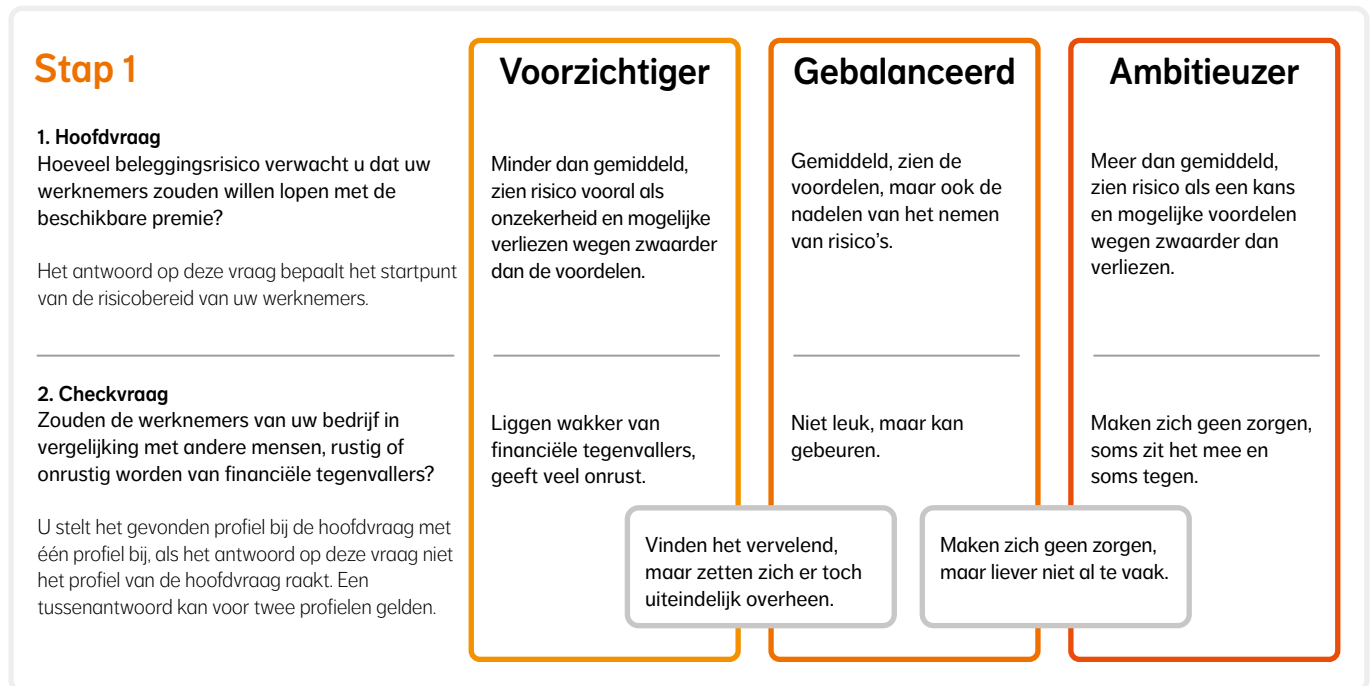 Stap 1
Voorzichtiger
Gebalanceerd
Ambitieuzer
1. Hoofdvraag
Hoeveel beleggingsrisico verwacht u dat uw
werknemers zouden willen lopen met de
beschikbare premie?
Het antwoord op deze vraag bepaalt het startpunt
van de risicobereid van uw werknemers.
Minder dan gemiddeld,
zien risico vooral als
onzekerheid en mogelijke
verliezen wegen zwaarder
dan de voordelen.
Gemiddeld, zien de
voordelen, maar ook de
nadelen van het nemen
van risico's.
Meer dan gemiddeld,
zien risico als een kans
en mogelijke voordelen
wegen zwaarder dan
verliezen.
2. Checkvraag
Zouden de werknemers van uw bedrijf in
vergelijking met andere mensen, rustig of
onrustig worden van financiële tegenvallers?
U stelt het gevonden profiel bij de hoofdvraag met
één profiel bij, als het antwoord op deze vraag niet
het profiel van de hoofdvraag raakt. Een
tussenantwoord kan voor twee profielen gelden.
Liggen wakker van
financiële tegenvallers,
geeft veel onrust.
Niet leuk, maar kan
gebeuren.
Maken zich geen zorgen,
soms zit het mee en
soms tegen.
Vinden het vervelend,
maar zetten zich er toch
uiteindelijk overheen.
Maken zich geen zorgen,
maar liever niet al te vaak.